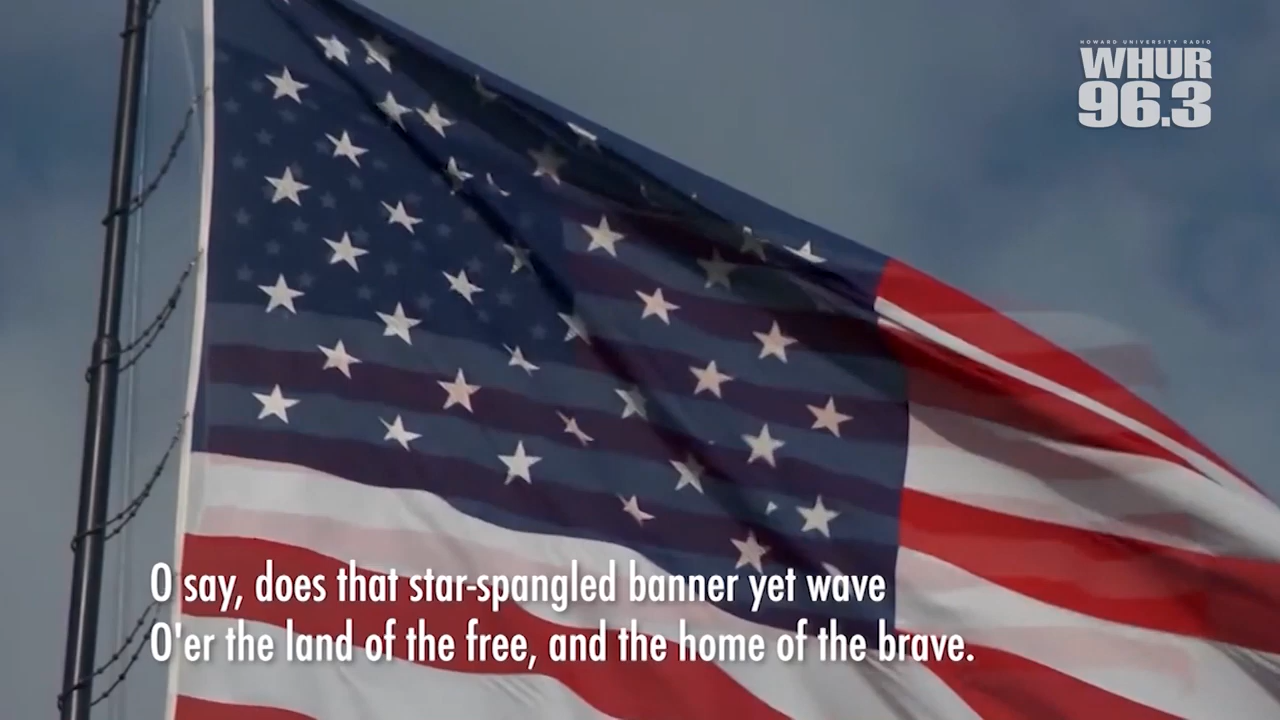 HOWARD UNIVERSITY RADIO
WHUR
96.3
O say, does that star-spangled banner yet wave
O'er the land of the free, and the home of the brave.